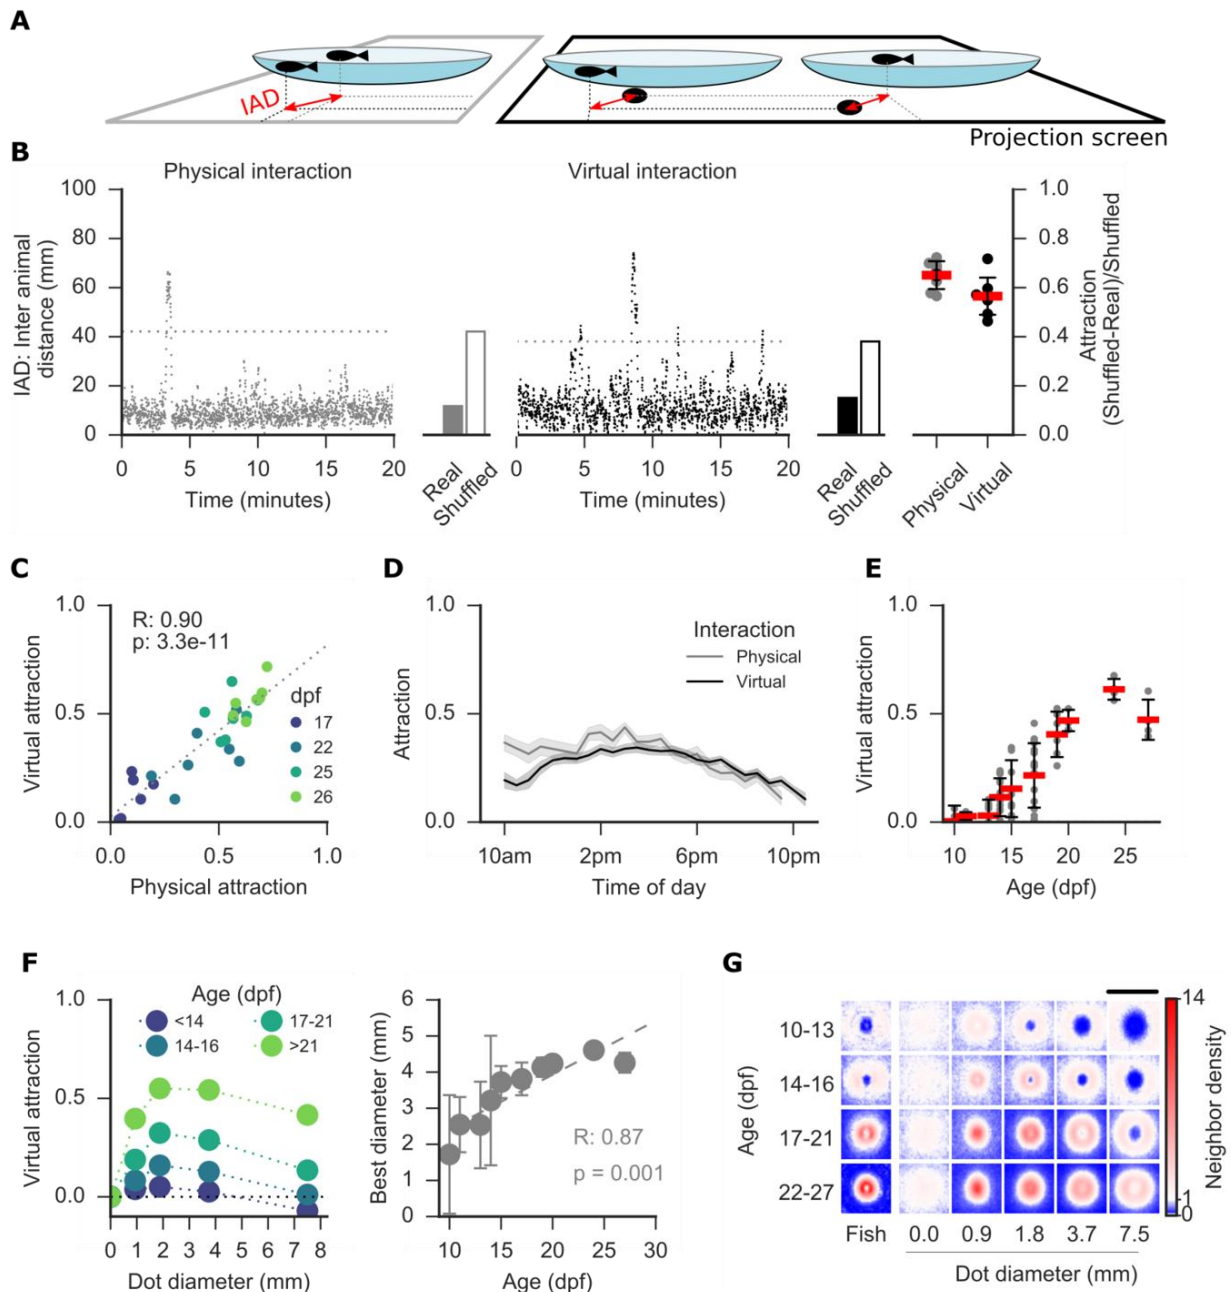 A
IAD
Projection screen
B
Physical interaction
Virtual interaction
IAD: Inter animal
distance (mm)
100
80
60
40
20
0
0
5
10
15
20
Time (minutes)
Real
Shuffled
0
5
10
15
20
Time (minutes)
Real
Shuffled
Physical
Virtual
1.0
0.8
0.6
0.4
0.2
0.0
Attraction
(Shuffled-Real)/Shuffled
C
Virtual attraction
1.0
0.5
0.0
R: 0.90
p: 3.3e-11
dpf
17
22
25
26
0.0
0.5
1.0
Physical attraction
D
Attraction
1.0
0.5
0.0
Interaction
Physical
Virtual
10am
2pm
6pm
10pm
Time of day
E
Virtual attraction
1.0
0.5
0.0
10
15
20
25
Age (dpf)
F
Virtual attraction
1.0
0.5
0.0
Age (dpf)
<14
14-16
17-21
>21
0
1
2
3
4
5
6
7
8
Dot diameter (mm)
Best diameter (mm)
6
5
4
3
2
1
0
R: 0.87
p = 0.001
10
15
20
25
30
Age (dpf)
G
Age (dpf)
10-13
14-16
17-21
22-27
Fish
0.0
0.9
1.8
3.7
7.5
Dot diameter (mm)
14
1
0
Neighbor density